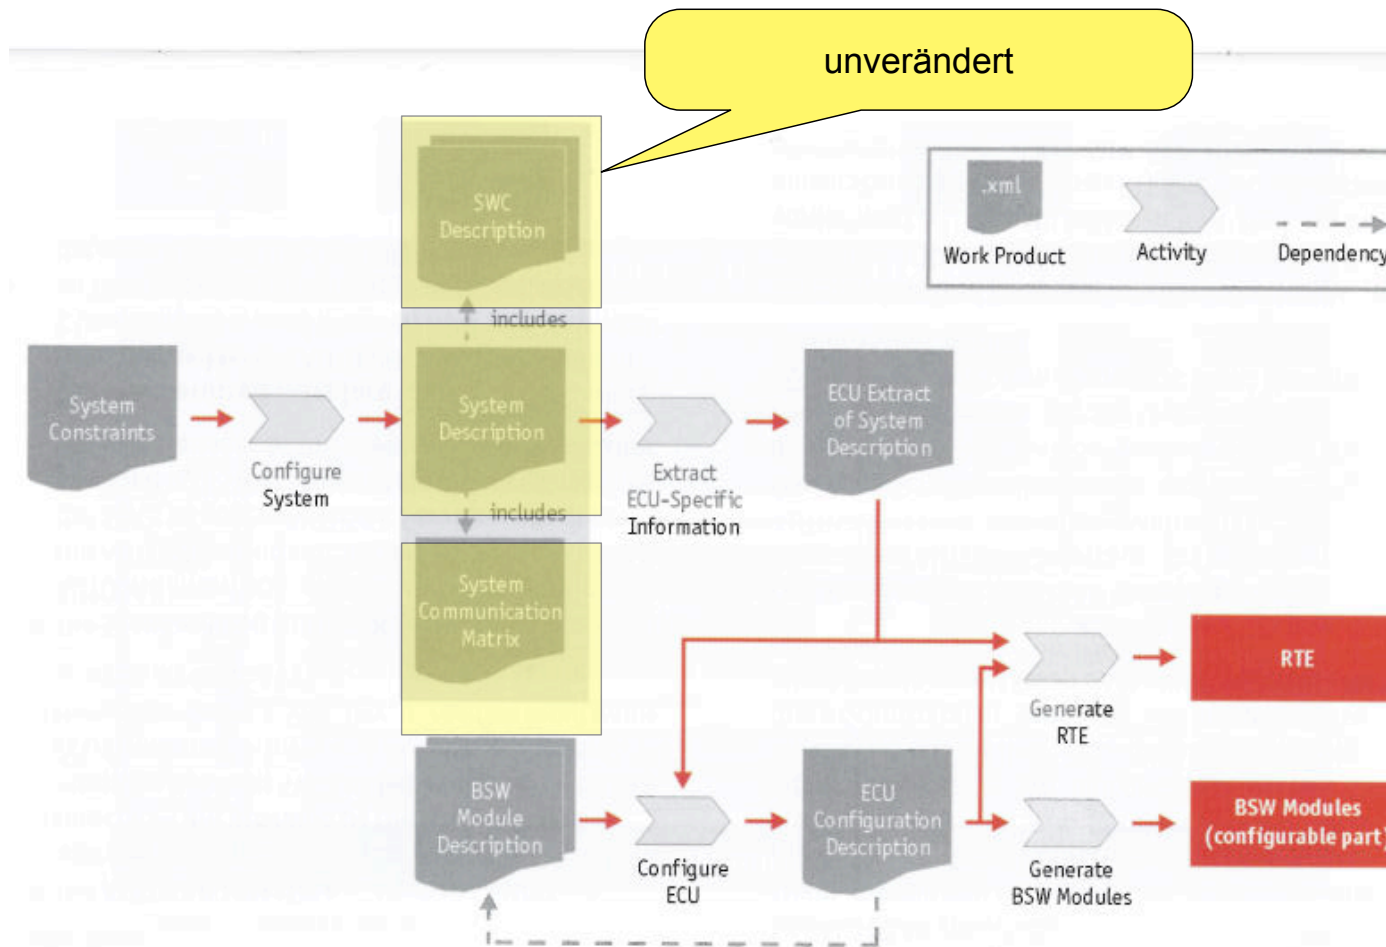 unverändert
SWC
Description
.xml
Work Product
Activity
Dependency
includes
System
Constraints
Configure
System
System
Description
Extract
ECU-Specific
Information
ECU Extract
of System
Description
includes
System
Communication
Matrix
Generate
RTE
RTE
BSW
Module
Description
Configure
ECU
ECU
Configuration
Description
Generate
BSW Modules
BSW Modules
(configurable part)